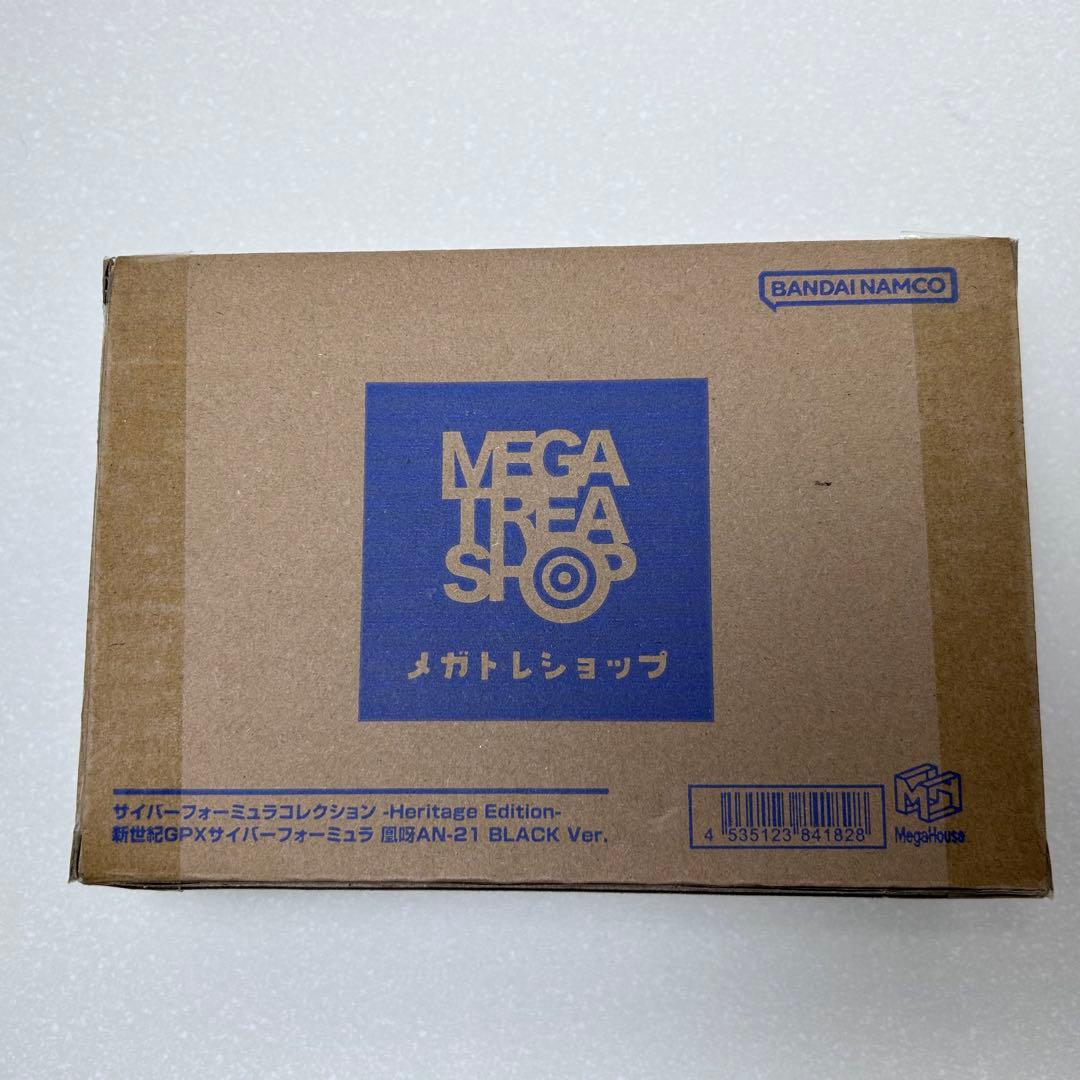 BANDAI NAMCO
MEGA
TREA
SHOP
メガトレショップ
サイバーフォーミュラコレクション -Heritage Edition-
新世紀GPXサイバーフォーミュラ 凰呀AN-21 BLACK Ver.
4 535123 841828
MegaHouse